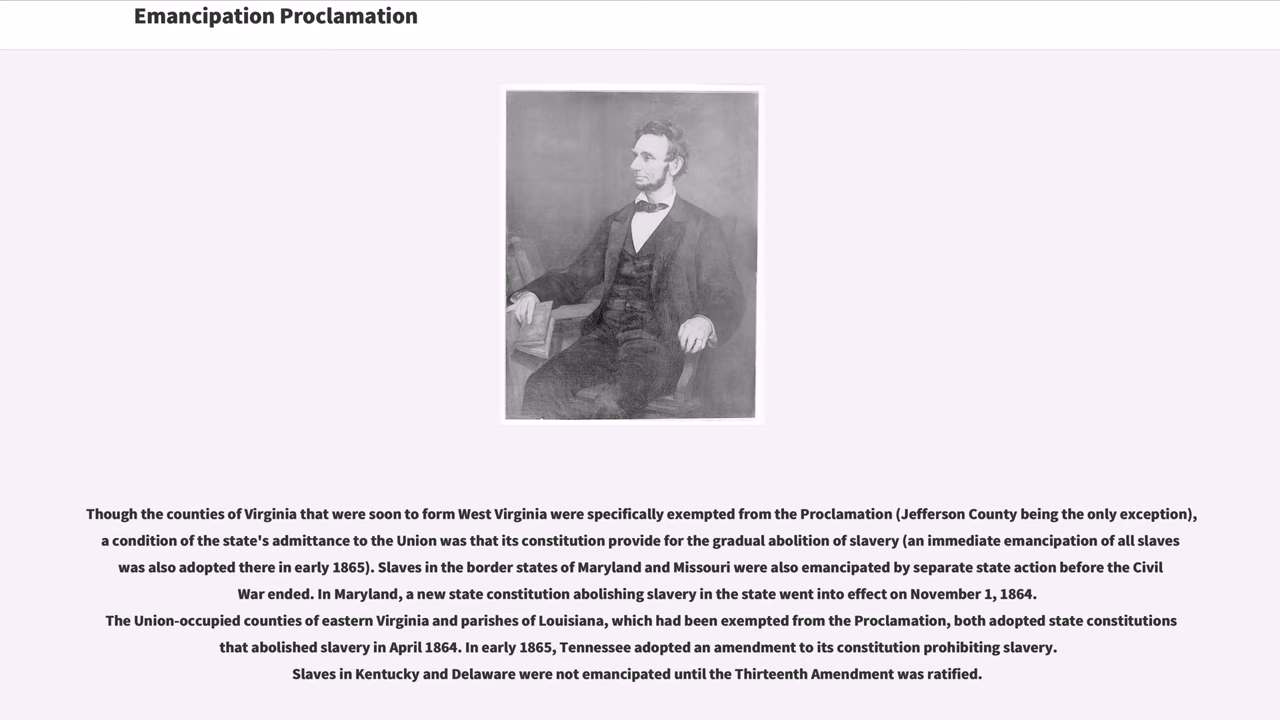 Emancipation Proclamation
Though the counties of Virginia that were soon to form West Virginia were specifically exempted from the Proclamation (Jefferson County being the only exception),
a condition of the state's admittance to the Union was that its constitution provide for the gradual abolition of slavery (an immediate emancipation of all slaves
was also adopted there in early 1865). Slaves in the border states of Maryland and Missouri were also emancipated by separate state action before the Civil
War ended. In Maryland, a new state constitution abolishing slavery in the state went into effect on November 1, 1864.
The Union-occupied counties of eastern Virginia and parishes of Louisiana, which had been exempted from the Proclamation, both adopted state constitutions
that abolished slavery in April 1864. In early 1865, Tennessee adopted an amendment to its constitution prohibiting slavery.
Slaves in Kentucky and Delaware were not emancipated until the Thirteenth Amendment was ratified.